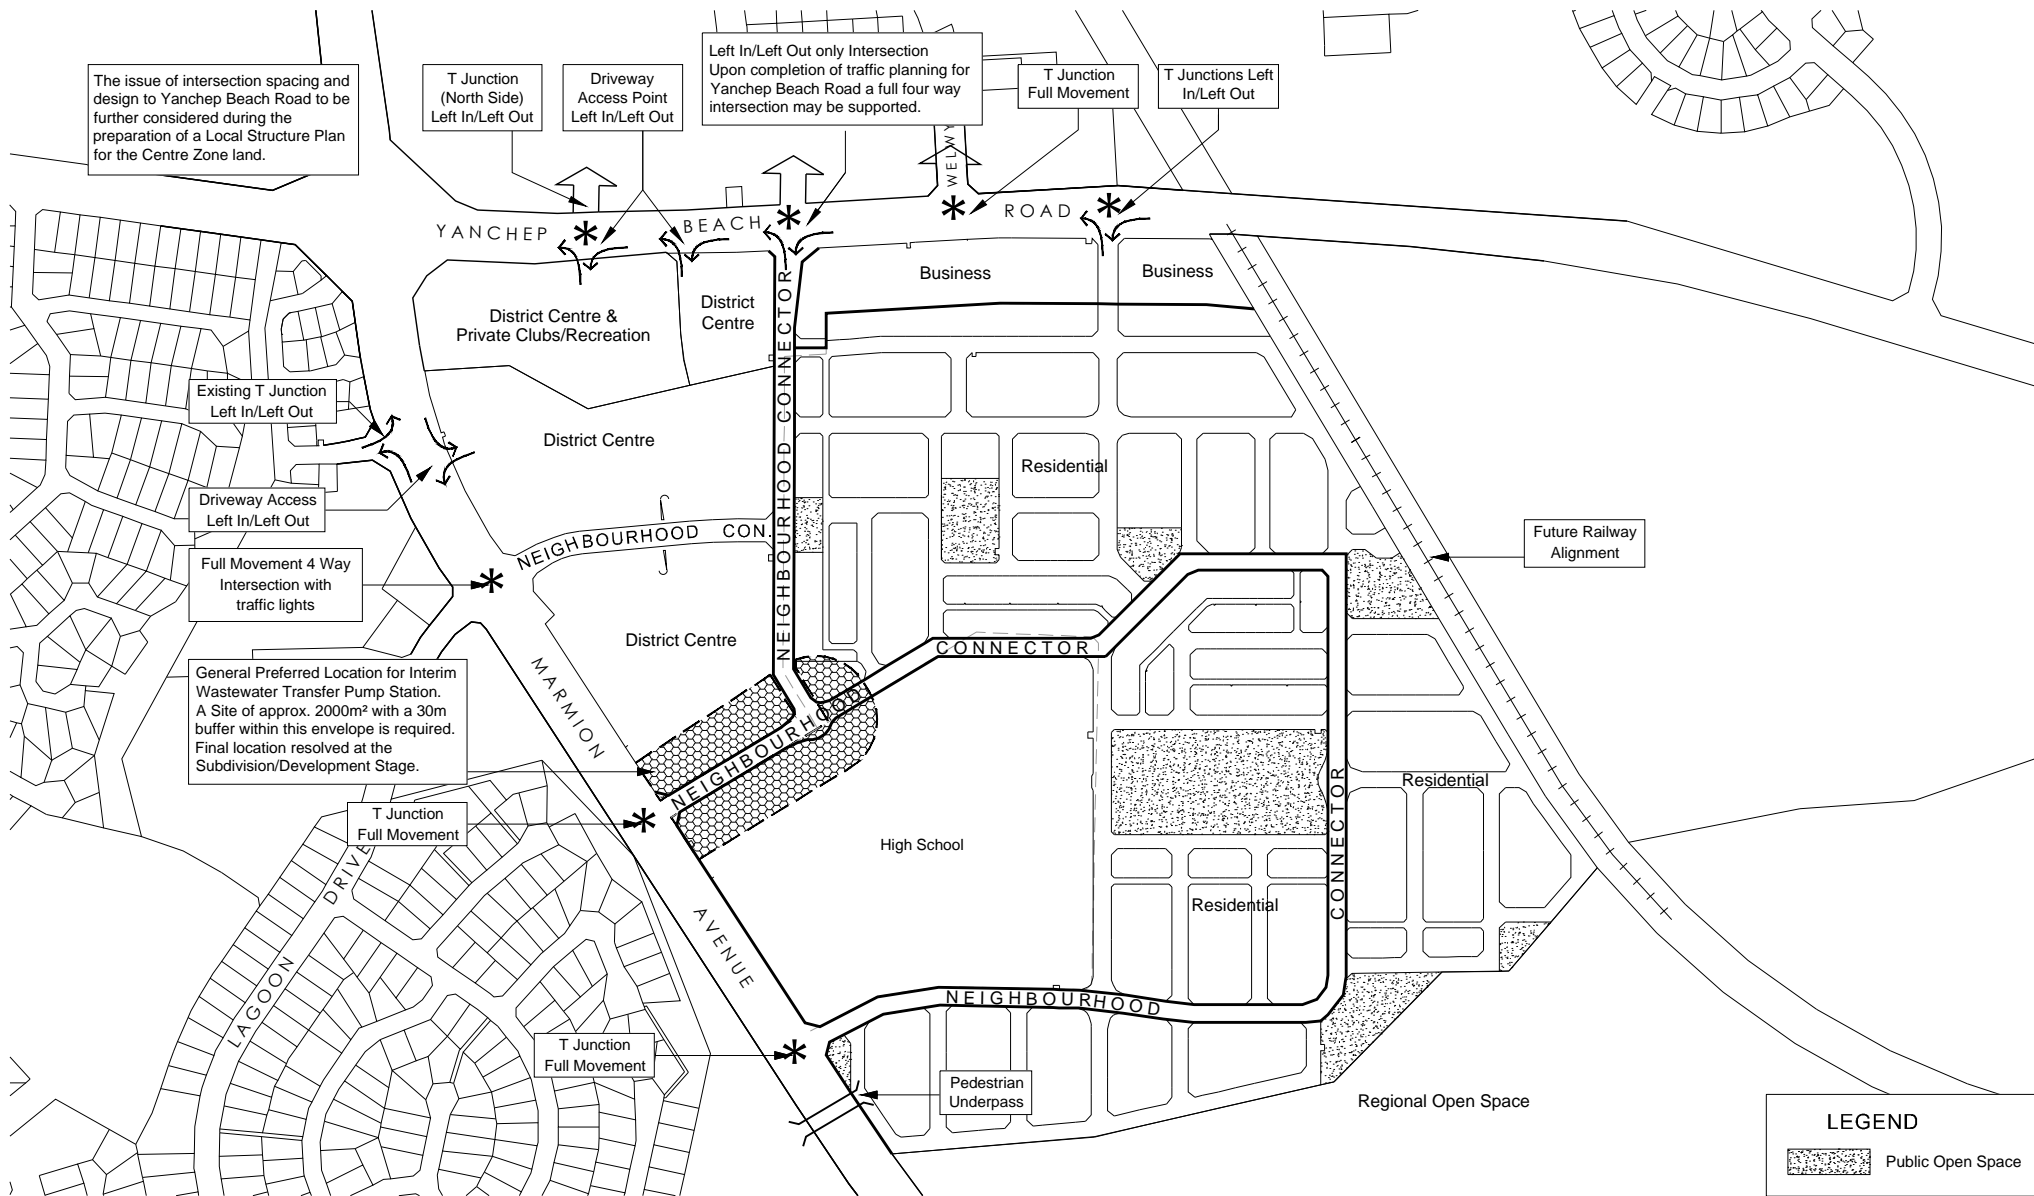 The issue of intersection spacing and
design to Yanchep Beach Road to be
further considered during the
preparation of a Local Structure Plan
for the Centre Zone land.
T Junction
(North Side)
Left In/Left Out
Driveway
Access Point
Left In/Left Out
Left In/Left Out only Intersection
Upon completion of traffic planning for
Yanchep Beach Road a full four way
intersection may be supported.
T Junction
Full Movement
T Junctions Left
In/Left Out
YANCHEP BEACH ROAD
Business
Business
District Centre &
Private Clubs/Recreation
District
Centre
NEIGHBOURHOOD CONNECTOR
Existing T Junction
Left In/Left Out
District Centre
Residential
Driveway Access
Left In/Left Out
NEIGHBOURHOOD CON.
Future Railway
Alignment
Full Movement 4 Way
Intersection with
traffic lights
District Centre
CONNECTOR
MARMION
General Preferred Location for Interim
Wastewater Transfer Pump Station.
A Site of approx. 2000m² with a 30m
buffer within this envelope is required.
Final location resolved at the
Subdivision/Development Stage.
NEIGHBOURHOOD
Residential
T Junction
Full Movement
High School
CONNECTOR
LAGOON DRIVE
Residential
AVENUE
NEIGHBOURHOOD
T Junction
Full Movement
Pedestrian
Underpass
Regional Open Space
LEGEND
Public Open Space